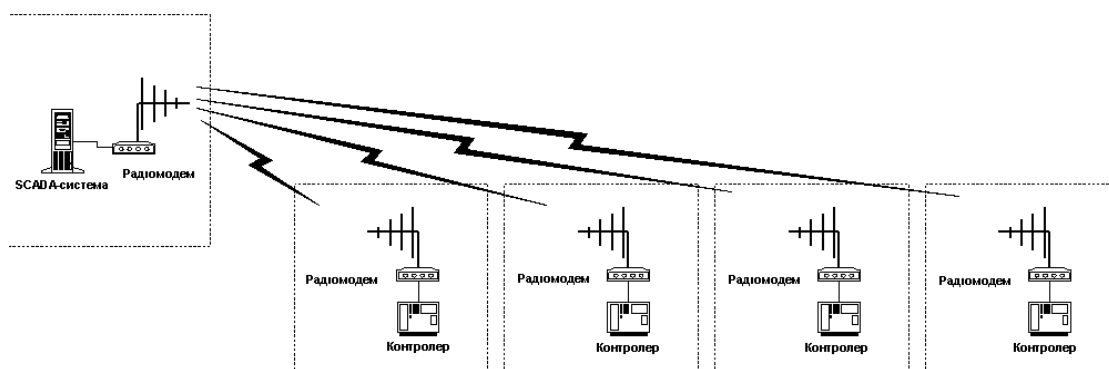 Радіомодем
SCADA-система
Радіомодем
Радіомодем
Радіомодем
Радіомодем
Контролер
Контролер
Контролер
Контролер